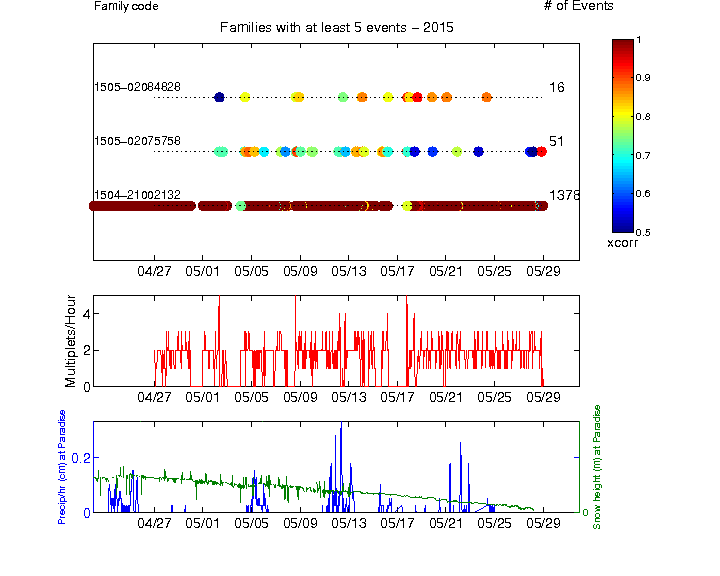 Family code
# of Events
Families with at least 5 events – 2015
1505–02084828
16
1505–02075758
51
1504–21002132
1378
04/27 05/01 05/05 05/09 05/13 05/17 05/21 05/25 05/29
1
0.9
0.8
0.7
0.6
0.5
xcorr
Multiplets/Hour
4
2
0
04/27 05/01 05/05 05/09 05/13 05/17 05/21 05/25 05/29
Precip/hr (cm) at Paradise
0.2
0
0
Snow height (m) at Paradise
04/27 05/01 05/05 05/09 05/13 05/17 05/21 05/25 05/29